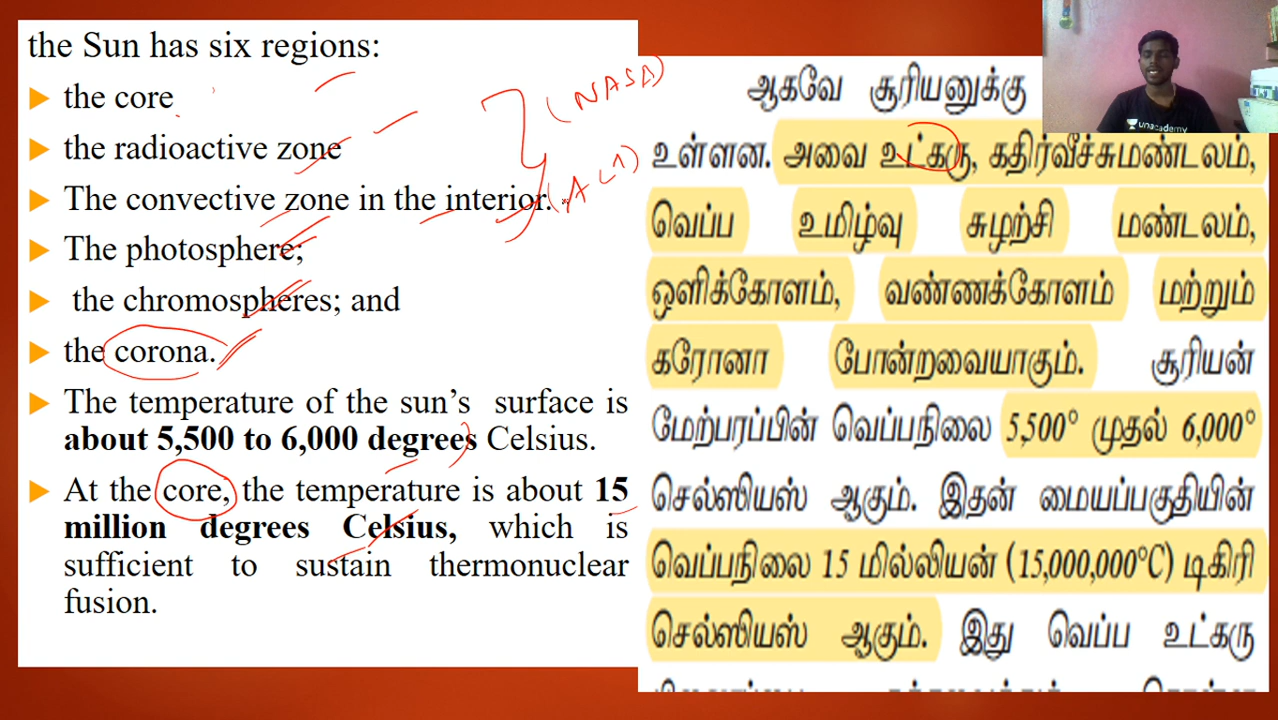 the Sun has six regions:
the core
the radioactive zone
The convective zone in the interior.
The photosphere;
the chromospheres; and
the corona.
The temperature of the sun's surface is
about 5,500 to 6,000 degrees Celsius.
At the core, the temperature is about 15
million degrees Celsius, which is
sufficient to sustain thermonuclear
fusion.
(NASA)
ஆகவே சூரியனுக்கு
உள்ளன. அவை உட்கரு, கதிர்வீச்சுமண்டலம்,
வெப்ப உமிழ்வு சுழற்சி மண்டலம்,
ஒளிக்கோளம், வண்ணக்கோளம் மற்றும்
கரோனா போன்றவையாகும். சூரியன்
மேற்பரப்பின் வெப்பநிலை 5,500° முதல் 6,000°
செல்ஸியஸ் ஆகும். இதன் மையப்பகுதியின்
வெப்பநிலை 15 மில்லியன் (15,000,000°C) டிகிரி
செல்ஸியஸ் ஆகும். இது வெப்ப உட்கரு
unacademy